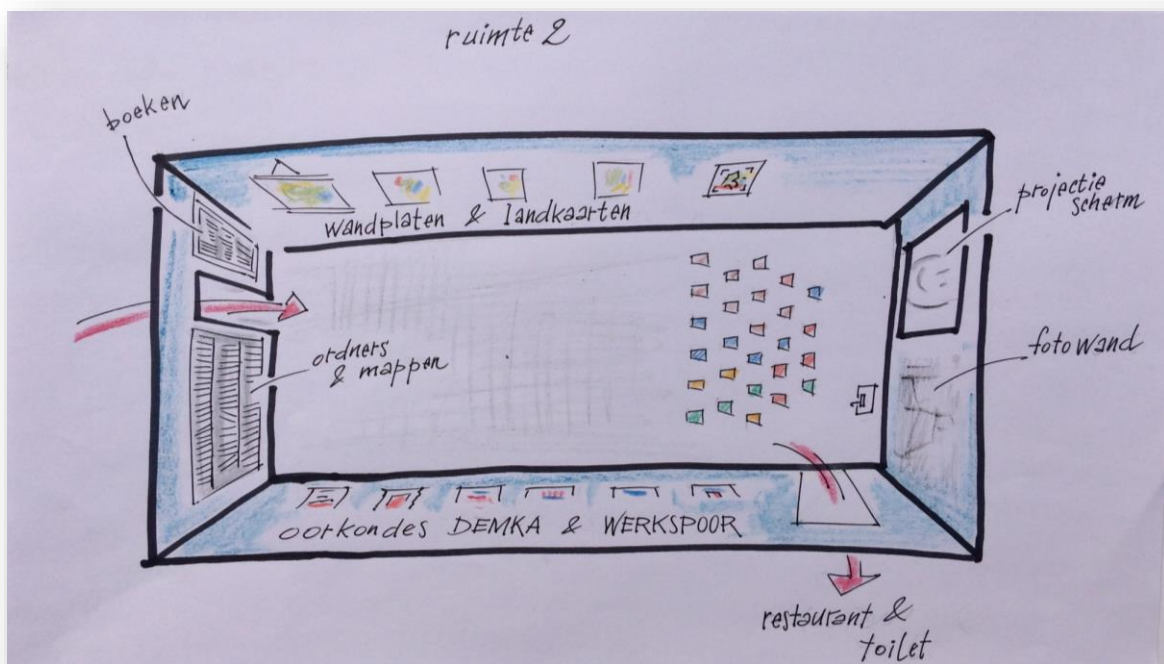 ruimte 2
boeken
wandplaten & landkaarten
projectie
scherm
ordners
& mappen
fotowand
oorkondes DEMKA & WERKSPOOR
restaurant &
toilet